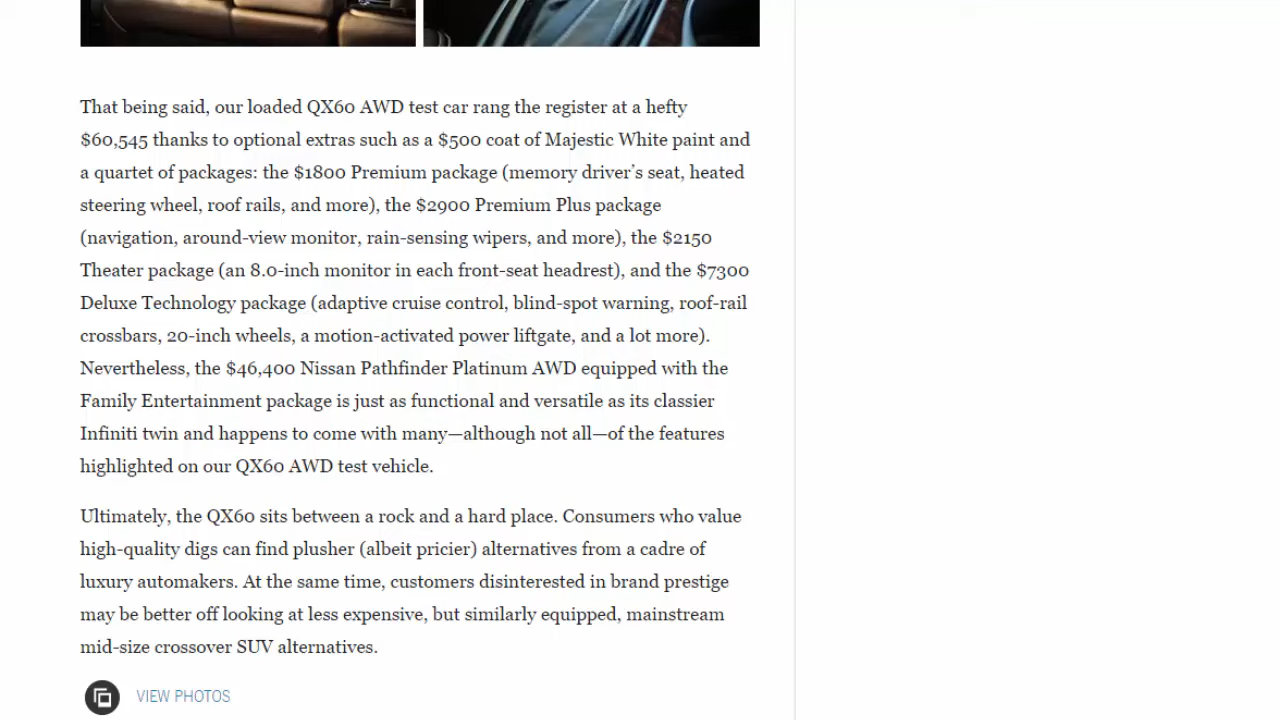 That being said, our loaded QX60 AWD test car rang the register at a hefty
$60,545 thanks to optional extras such as a $500 coat of Majestic White paint and
a quartet of packages: the $1800 Premium package (memory driver’s seat, heated
steering wheel, roof rails, and more), the $2900 Premium Plus package
(navigation, around-view monitor, rain-sensing wipers, and more), the $2150
Theater package (an 8.0-inch monitor in each front-seat headrest), and the $7300
Deluxe Technology package (adaptive cruise control, blind-spot warning, roof-rail
crossbars, 20-inch wheels, a motion-activated power liftgate, and a lot more).
Nevertheless, the $46,400 Nissan Pathfinder Platinum AWD equipped with the
Family Entertainment package is just as functional and versatile as its classier
Infiniti twin and happens to come with many—although not all—of the features
highlighted on our QX60 AWD test vehicle.
Ultimately, the QX60 sits between a rock and a hard place. Consumers who value
high-quality digs can find plusher (albeit pricier) alternatives from a cadre of
luxury automakers. At the same time, customers disinterested in brand prestige
may be better off looking at less expensive, but similarly equipped, mainstream
mid-size crossover SUV alternatives.
VIEW PHOTOS